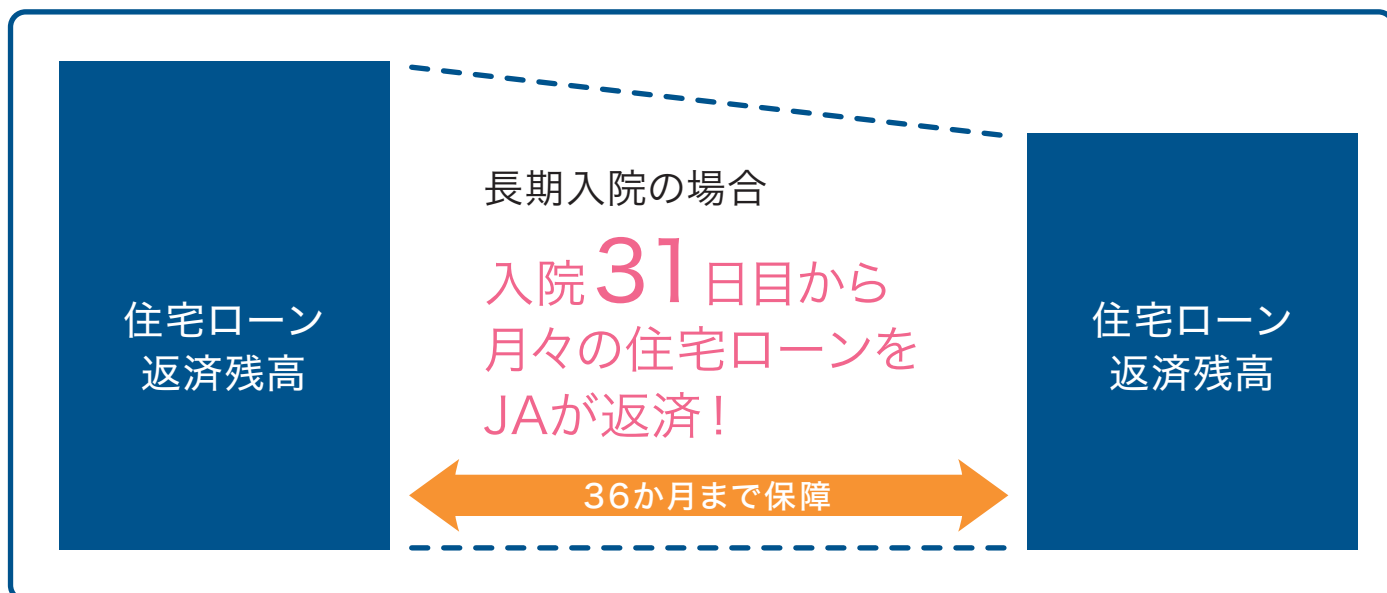 住宅ローン
返済残高
長期入院の場合
入院31日目から
月々の住宅ローンを
JAが返済！
36か月まで保障
住宅ローン
返済残高